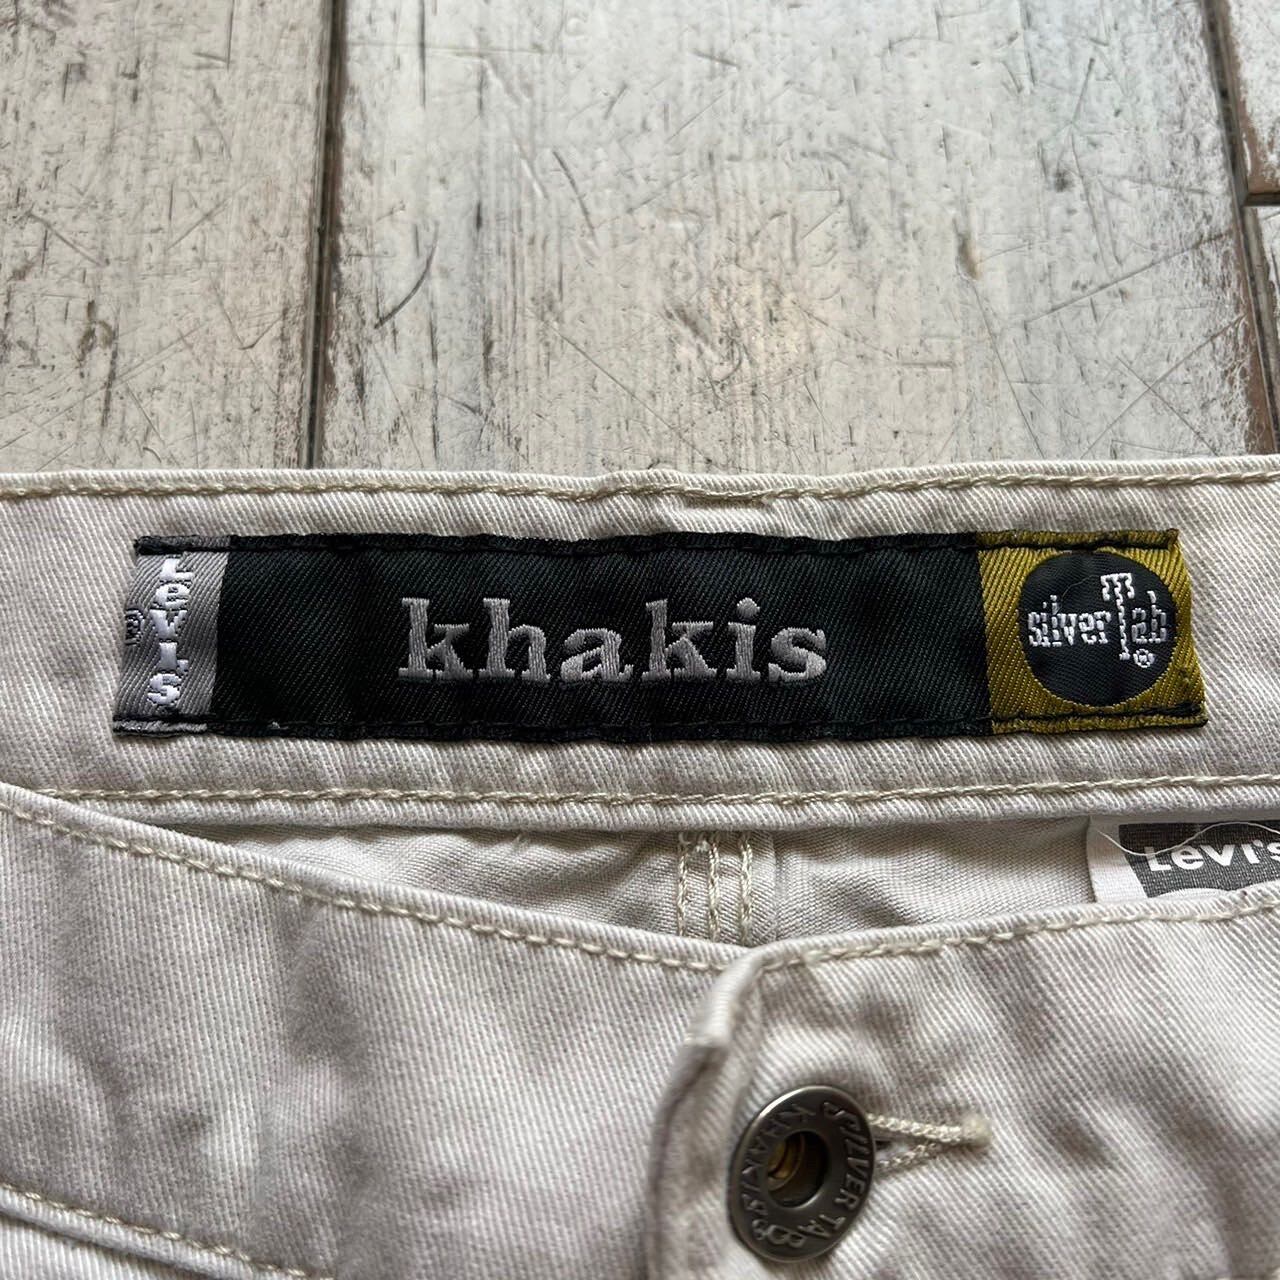 LEVI'S
®
khakis
silverTab
®
Levi's
SILVER TAB
KHAKIS